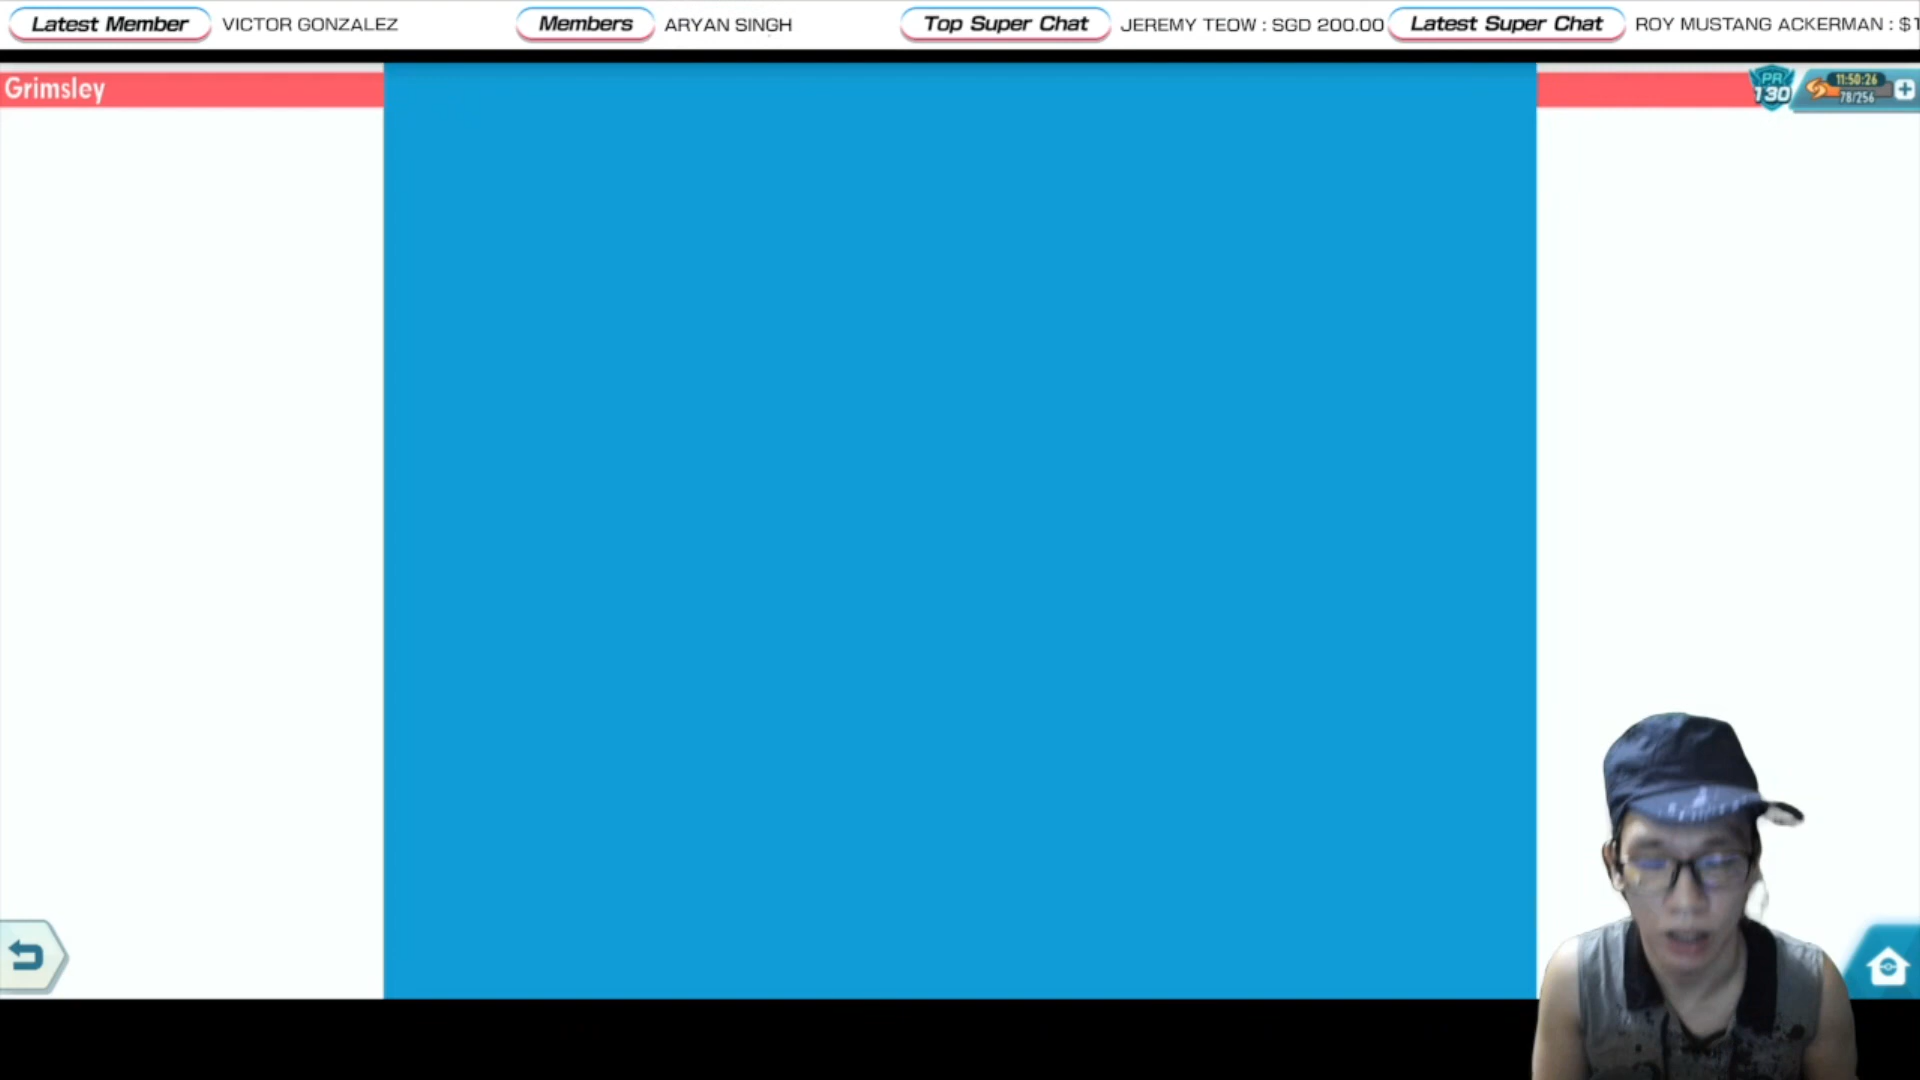 Latest Member VICTOR GONZALEZ Members ARYAN SINGH Top Super Chat JEREMY TEOW : SGD 200.00 Latest Super Chat ROY MUSTANG ACKERMAN : $1
Grimsley
PR
130
11:50:26
78/256